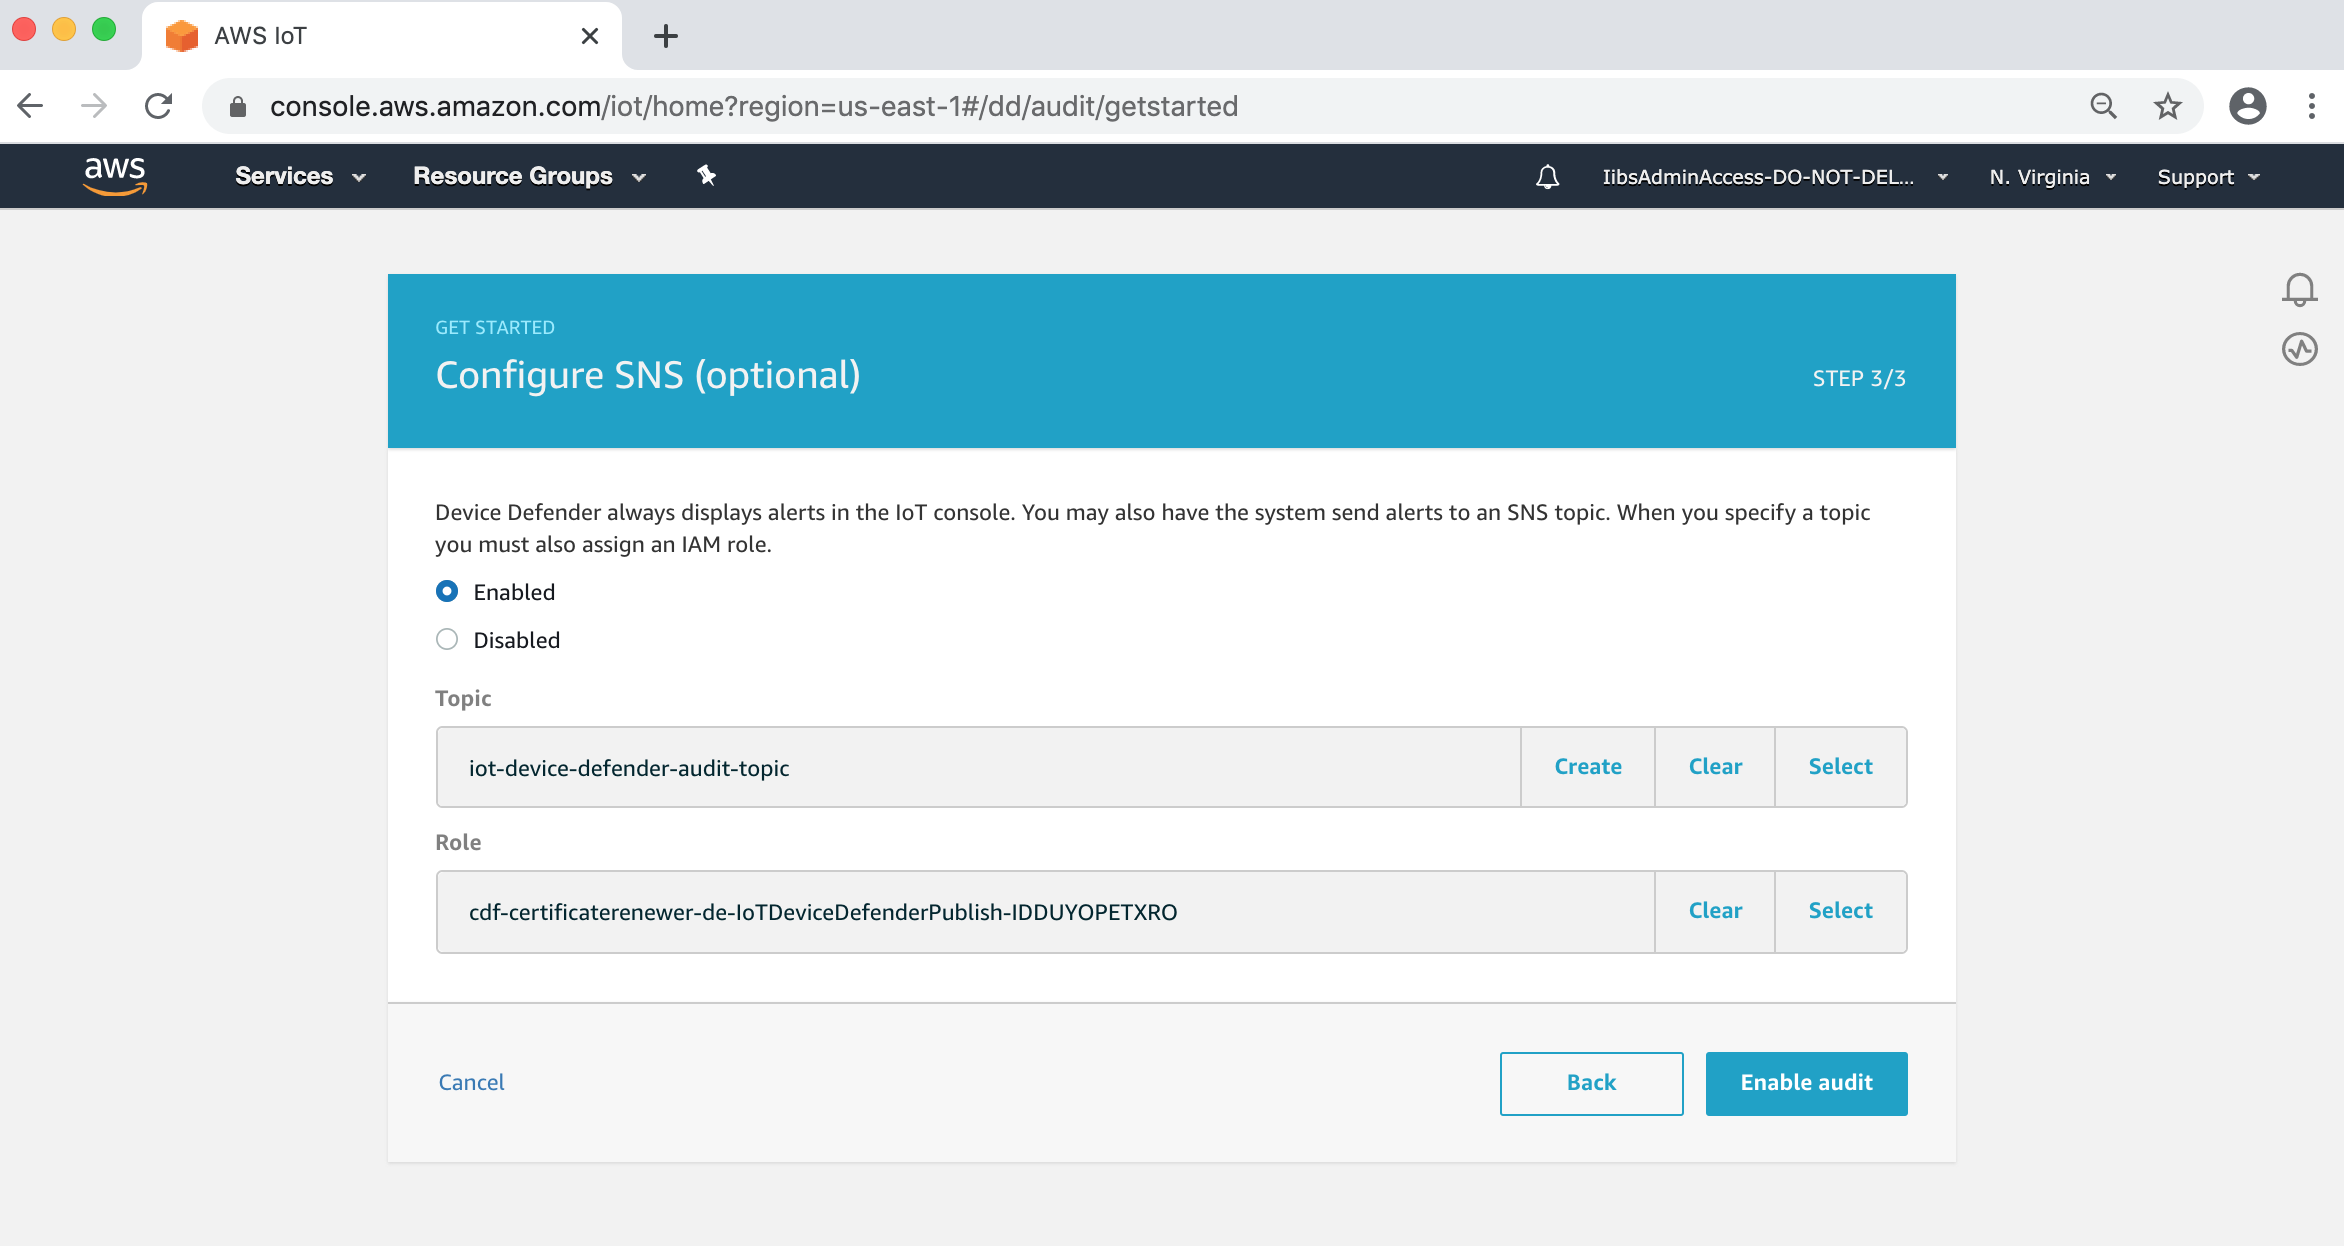 AWS IoT
console.aws.amazon.com/iot/home?region=us-east-1#/dd/audit/getstarted
aws Services Resource Groups IibsAdminAccess-DO-NOT-DEL... N. Virginia Support
GET STARTED
Configure SNS (optional)
STEP 3/3
Device Defender always displays alerts in the IoT console. You may also have the system send alerts to an SNS topic. When you specify a topic
you must also assign an IAM role.
Enabled
Disabled
Topic
iot-device-defender-audit-topic Create Clear Select
Role
cdf-certificaterenewer-de-IoTDeviceDefenderPublish-IDDUYOPETXRO Clear Select
Cancel Back Enable audit